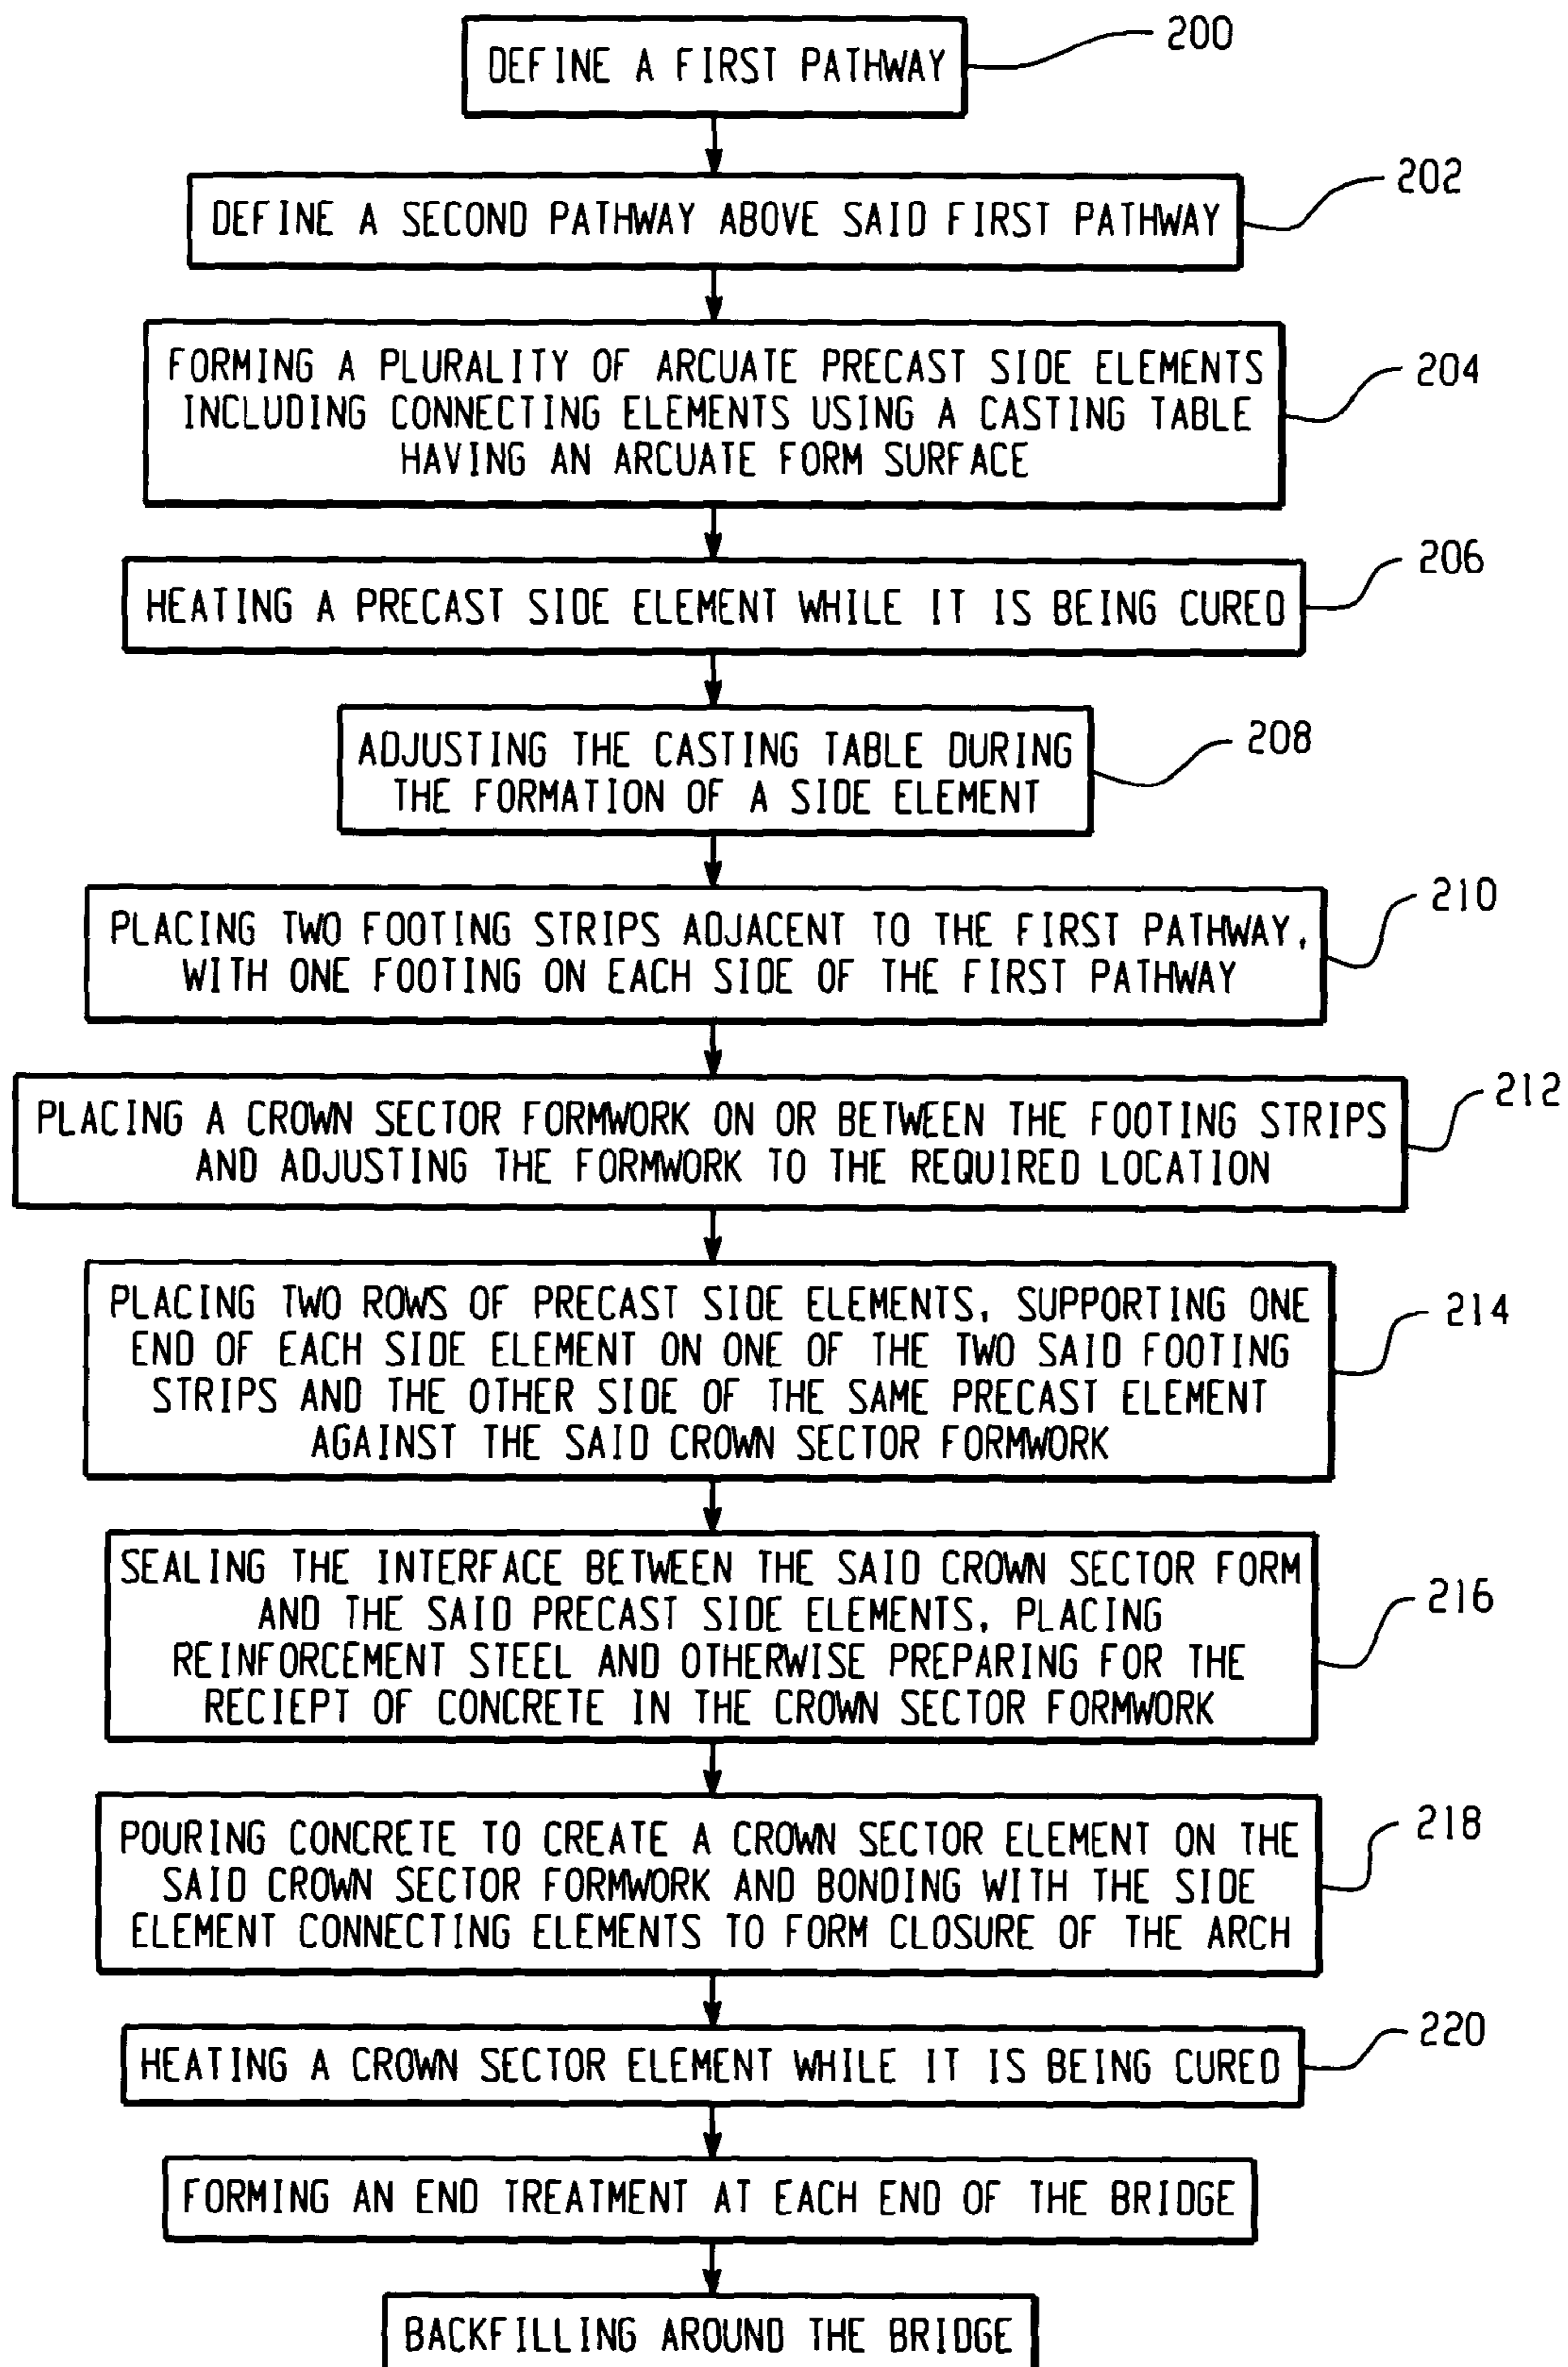 DEFINE A FIRST PATHWAY
200
DEFINE A SECOND PATHWAY ABOVE SAID FIRST PATHWAY
202
FORMING A PLURALITY OF ARCUATE PRECAST SIDE ELEMENTS
INCLUDING CONNECTING ELEMENTS USING A CASTING TABLE
HAVING AN ARCUATE FORM SURFACE
204
HEATING A PRECAST SIDE ELEMENT WHILE IT IS BEING CURED
206
ADJUSTING THE CASTING TABLE DURING
THE FORMATION OF A SIDE ELEMENT
208
PLACING TWO FOOTING STRIPS ADJACENT TO THE FIRST PATHWAY,
WITH ONE FOOTING ON EACH SIDE OF THE FIRST PATHWAY
210
PLACING A CROWN SECTOR FORMWORK ON OR BETWEEN THE FOOTING STRIPS
AND ADJUSTING THE FORMWORK TO THE REQUIRED LOCATION
212
PLACING TWO ROWS OF PRECAST SIDE ELEMENTS, SUPPORTING ONE
END OF EACH SIDE ELEMENT ON ONE OF THE TWO SAID FOOTING
STRIPS AND THE OTHER SIDE OF THE SAME PRECAST ELEMENT
AGAINST THE SAID CROWN SECTOR FORMWORK
214
SEALING THE INTERFACE BETWEEN THE SAID CROWN SECTOR FORM
AND THE SAID PRECAST SIDE ELEMENTS, PLACING
REINFORCEMENT STEEL AND OTHERWISE PREPARING FOR THE
RECIEPT OF CONCRETE IN THE CROWN SECTOR FORMWORK
216
POURING CONCRETE TO CREATE A CROWN SECTOR ELEMENT ON THE
SAID CROWN SECTOR FORMWORK AND BONDING WITH THE SIDE
ELEMENT CONNECTING ELEMENTS TO FORM CLOSURE OF THE ARCH
218
HEATING A CROWN SECTOR ELEMENT WHILE IT IS BEING CURED
220
FORMING AN END TREATMENT AT EACH END OF THE BRIDGE
BACKFILLING AROUND THE BRIDGE